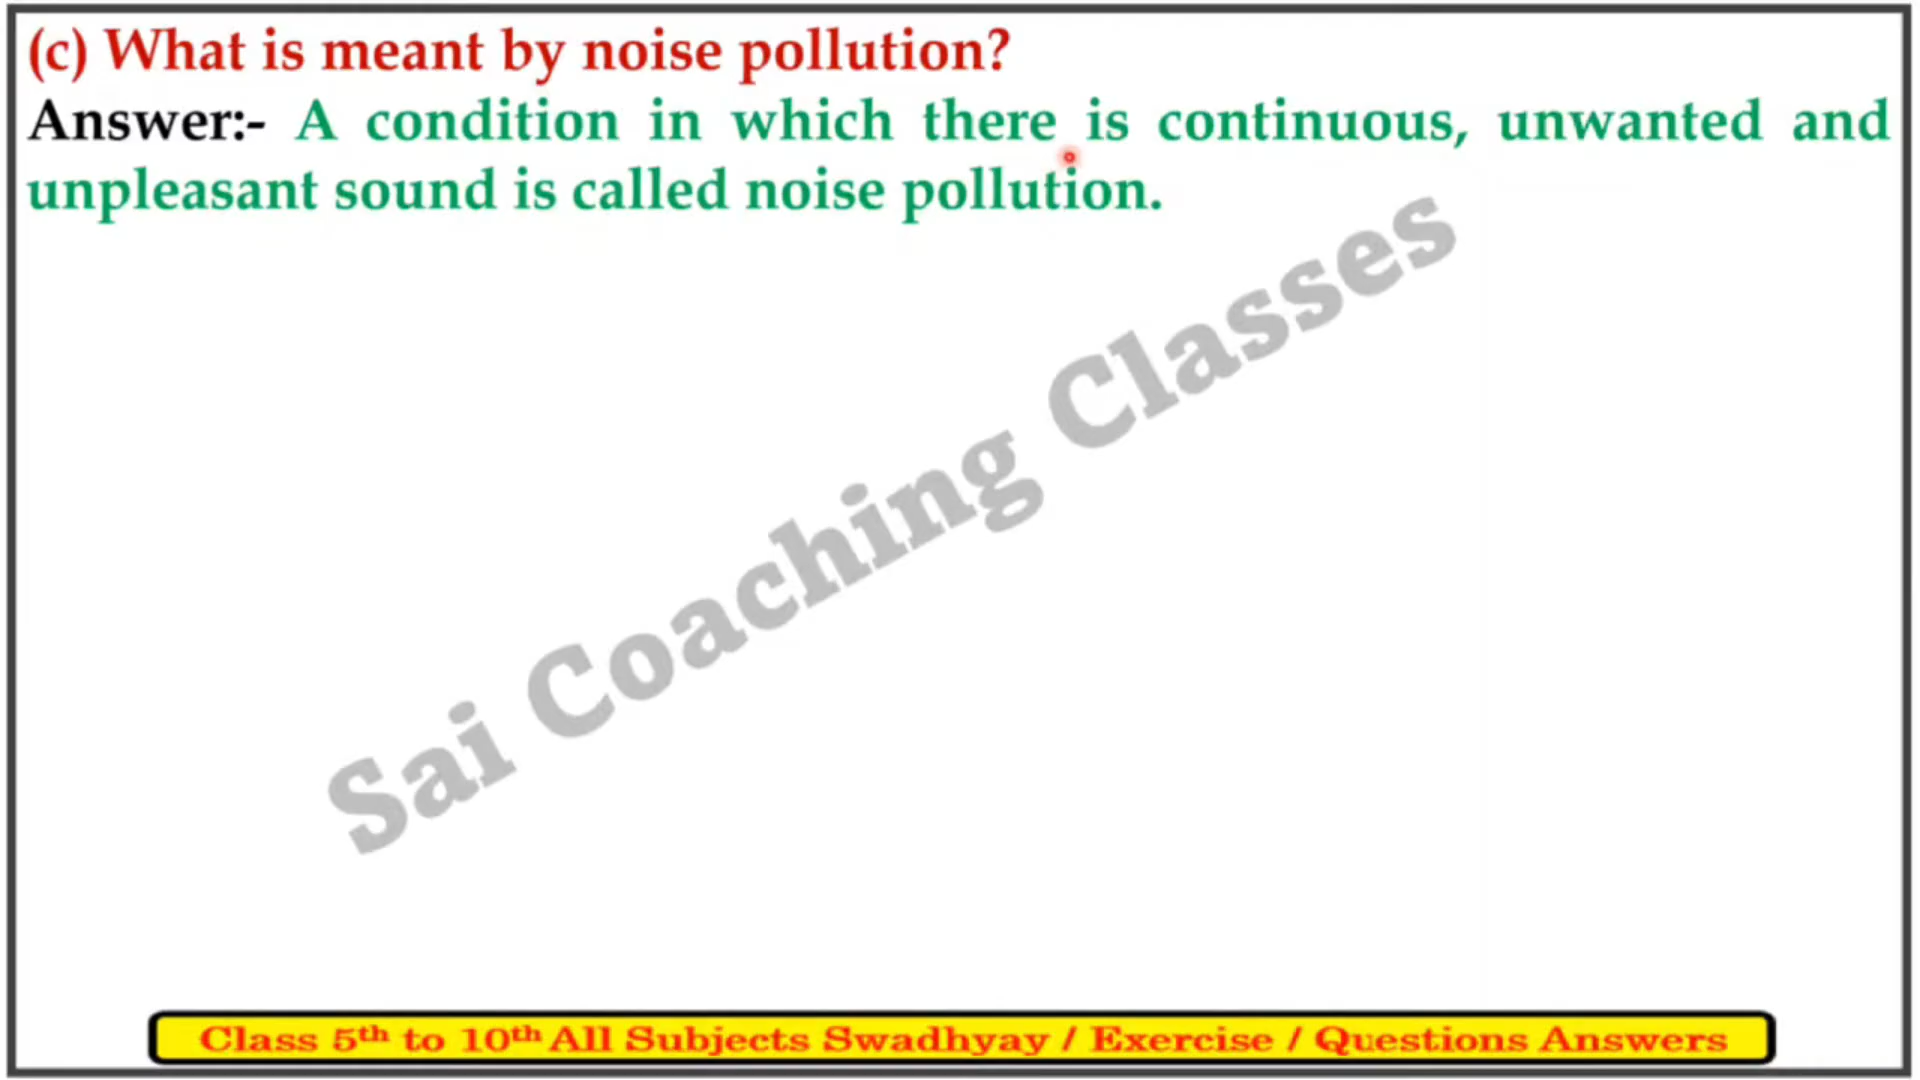 (c) What is meant by noise pollution?
Answer:- A condition in which there is continuous, unwanted and
unpleasant sound is called noise pollution.
Sai Coaching Classes
Class 5th to 10th All Subjects Swadhyay / Exercise / Questions Answers